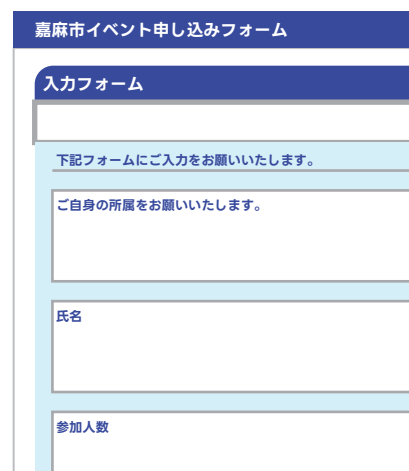 嘉麻市イベント申し込みフォーム
入力フォーム
下記フォームにご入力をお願いいたします。
ご自身の所属をお願いいたします。
氏名
参加人数